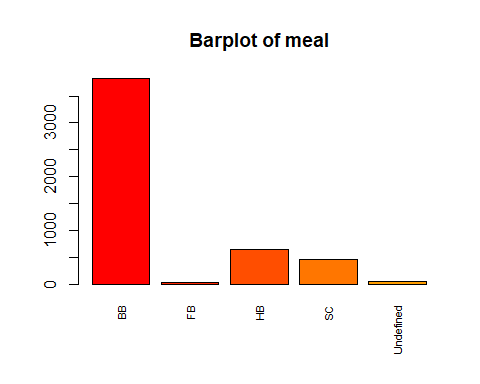 Barplot of meal
3000
2000
1000
0
BB
FB
HB
SC
Undefined